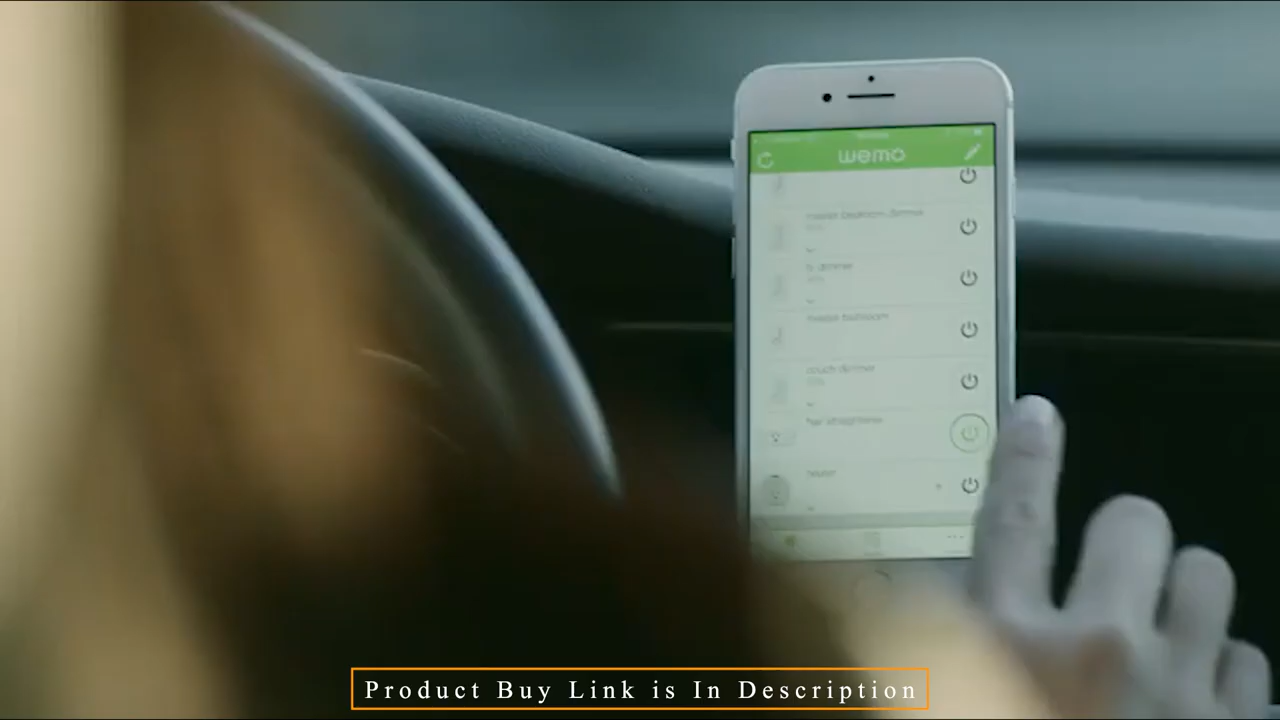 wemo
master bedroom dimmer
tv dimmer
master bathroom
couch dimmer
hair straightener
heater
Product Buy Link is In Description